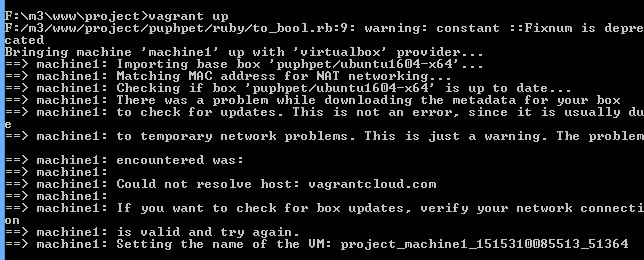 F:\m3\www\project>vagrant up
F:/m3/www/project/puphpet/ruby/to_bool.rb:9: warning: constant ::Fixnum is depre
cated
Bringing machine 'machine1' up with 'virtualbox' provider...
==> machine1: Importing base box 'puphpet/ubuntu1604-x64'...
==> machine1: Matching MAC address for NAT networking...
==> machine1: Checking if box 'puphpet/ubuntu1604-x64' is up to date...
==> machine1: There was a problem while downloading the metadata for your box
==> machine1: to check for updates. This is not an error, since it is usually du
e
==> machine1: to temporary network problems. This is just a warning. The problem
==> machine1: encountered was:
==> machine1:
==> machine1: Could not resolve host: vagrantcloud.com
==> machine1:
==> machine1: If you want to check for box updates, verify your network connecti
on
==> machine1: is valid and try again.
==> machine1: Setting the name of the VM: project_machine1_1515310085513_51364